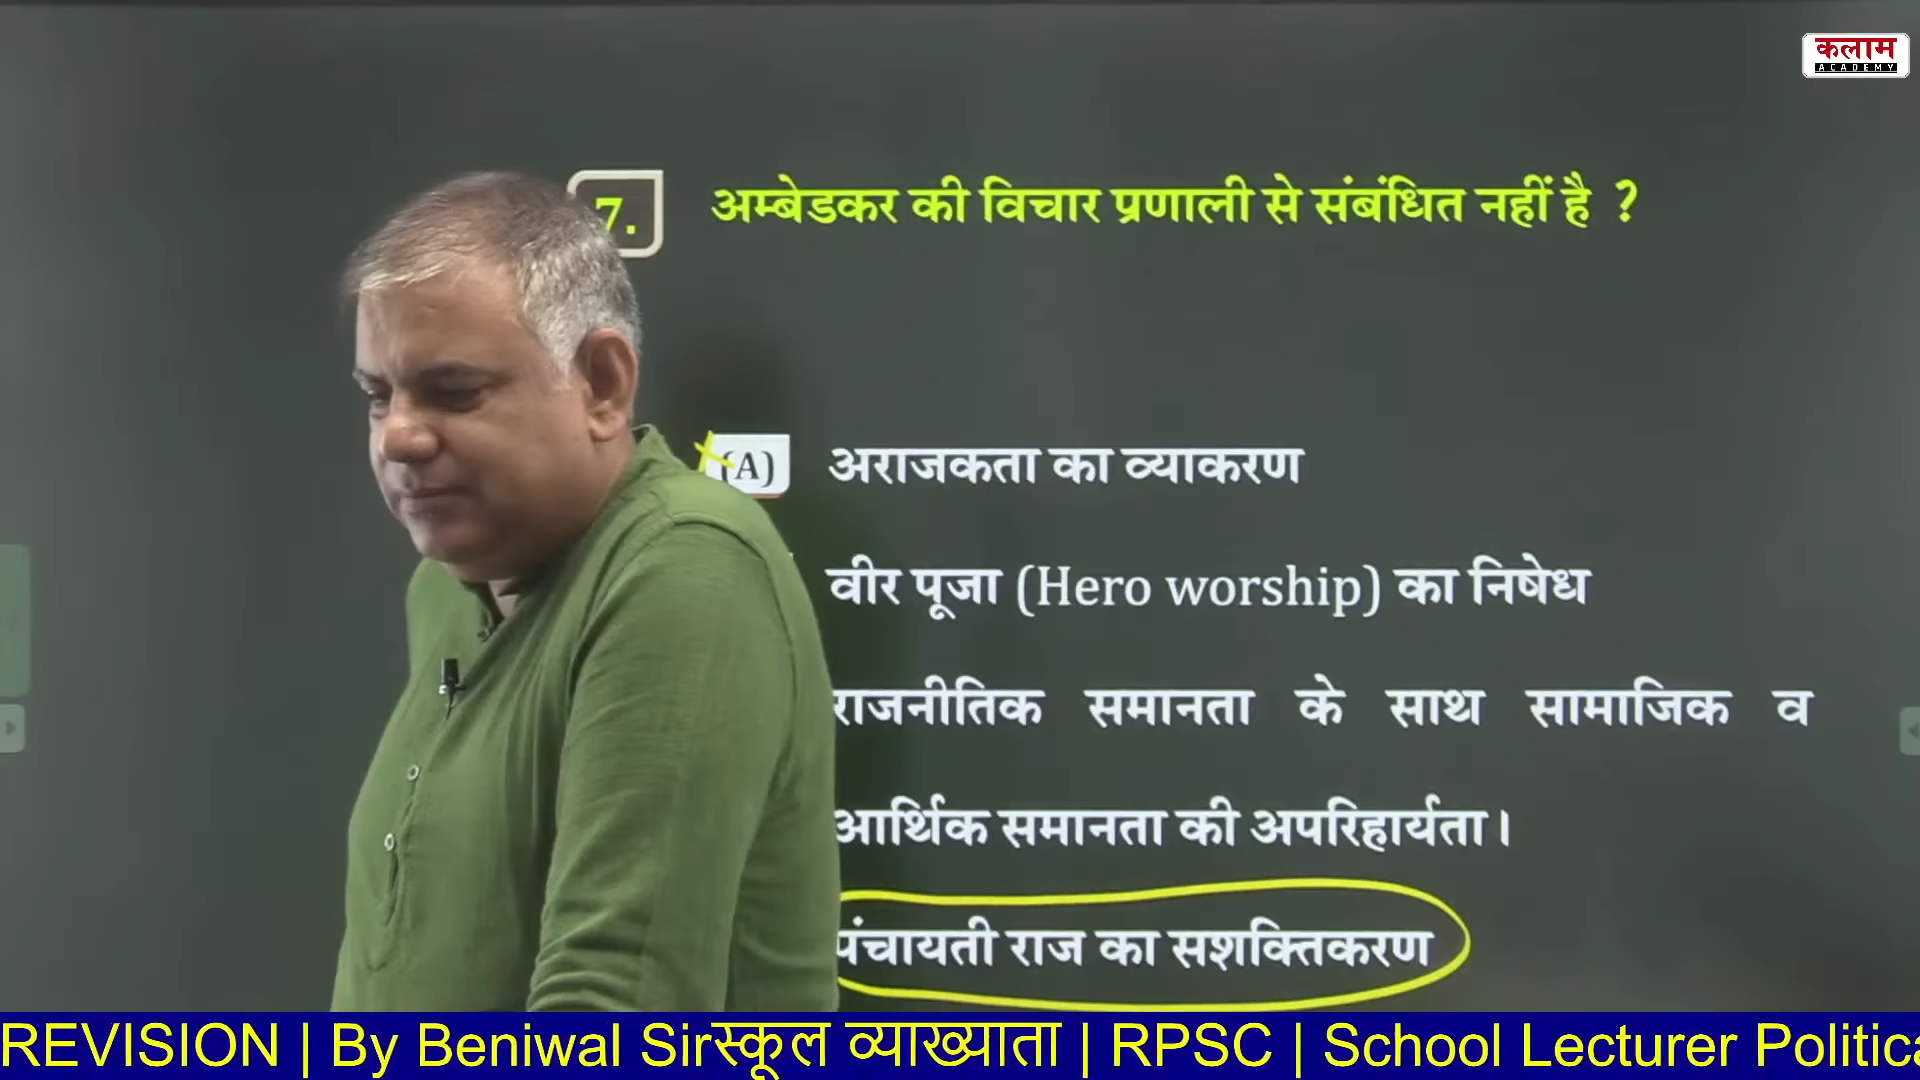 कलाम
ACADEMY
7. अम्बेडकर की विचार प्रणाली से संबंधित नहीं है ?
(A) अराजकता का व्याकरण
वीर पूजा (Hero worship) का निषेध
राजनीतिक समानता के साथ सामाजिक व
आर्थिक समानता की अपरिहार्यता।
पंचायती राज का सशक्तिकरण
REVISION | By Beniwal Sirस्कूल व्याख्याता | RPSC | School Lecturer